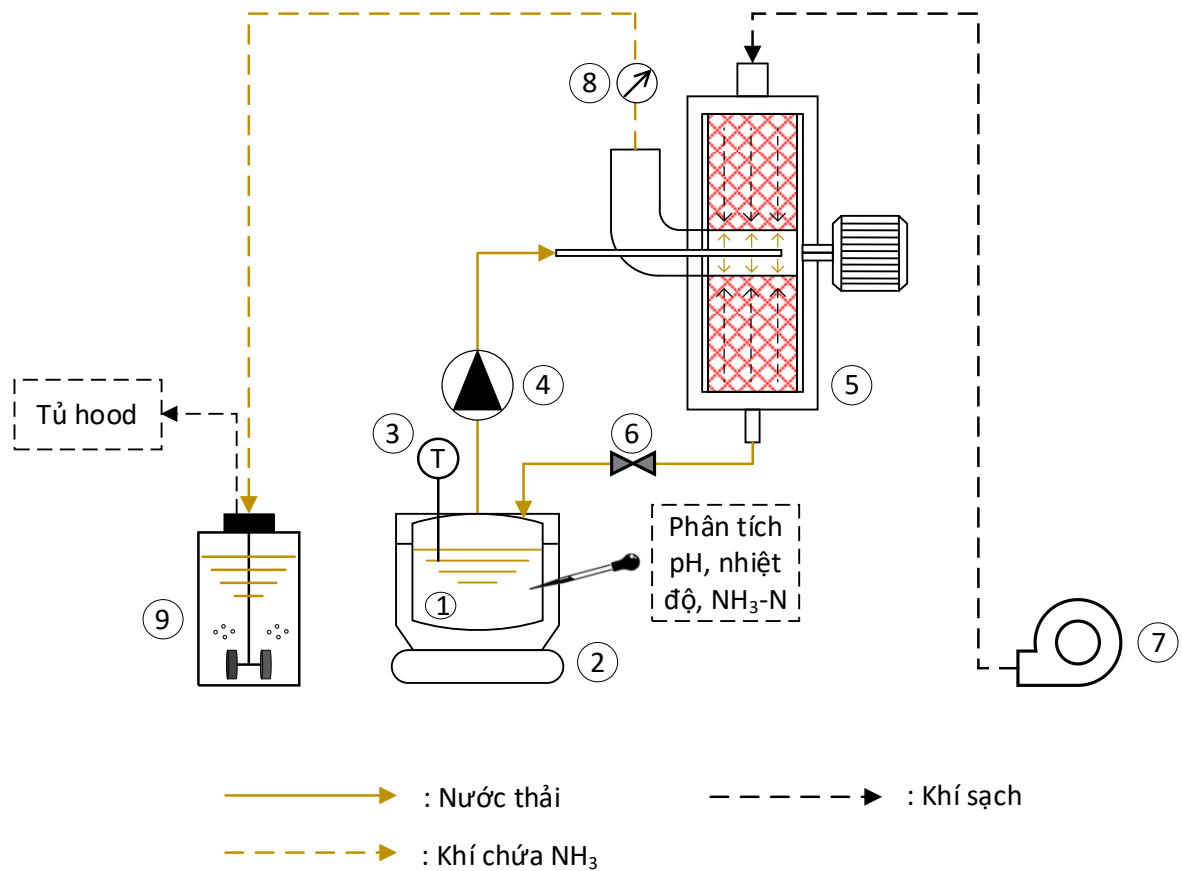 8
5
4
Tủ hood
3
T
6
Phân tích
pH, nhiệt
độ, NH₃-N
1
9
2
7
: Nước thải
: Khí sạch
: Khí chứa NH₃